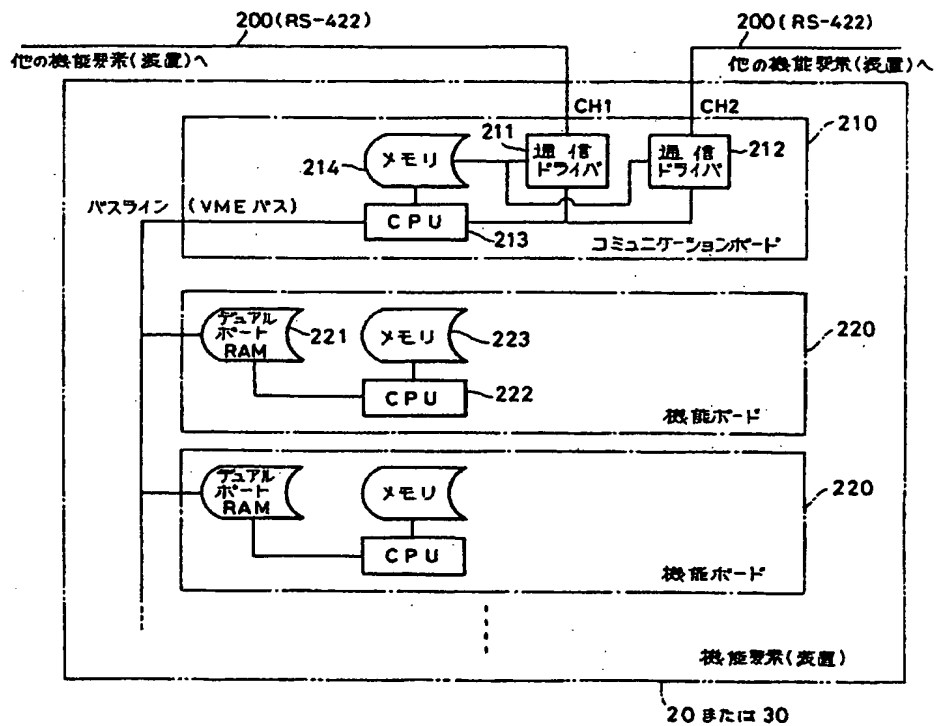 200(RS-422)
200(RS-422)
他の機能要素(装置)へ
他の機能要素(装置)へ
CH1
CH2
210
211
通信
ドライバ
通信
ドライバ
212
メモリ
214
バスライン (VMEバス)
CPU
213
コミュニケーションボード
デュアル
ポート
RAM
221
メモリ
223
220
CPU
222
機能ボード
デュアル
ポート
RAM
メモリ
220
CPU
機能ボード
機能要素(装置)
20または30